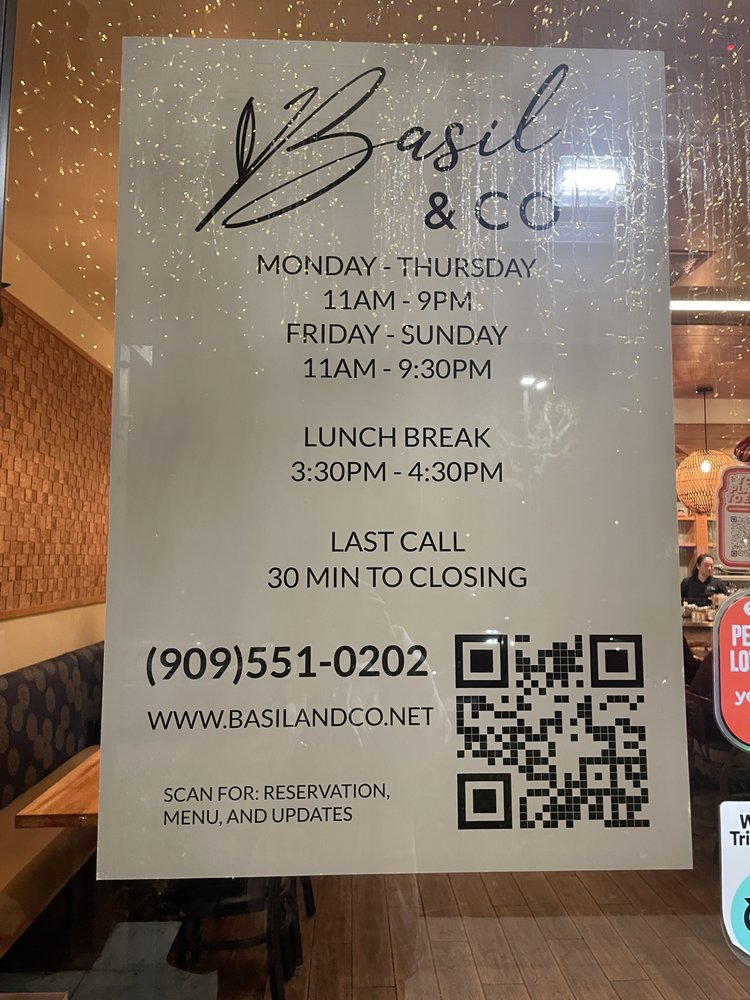 Basil
& CO
MONDAY - THURSDAY
11AM - 9PM
FRIDAY - SUNDAY
11AM - 9:30PM
LUNCH BREAK
3:30PM - 4:30PM
LAST CALL
30 MIN TO CLOSING
(909)551-0202
WWW.BASILANDCO.NET
SCAN FOR: RESERVATION,
MENU, AND UPDATES